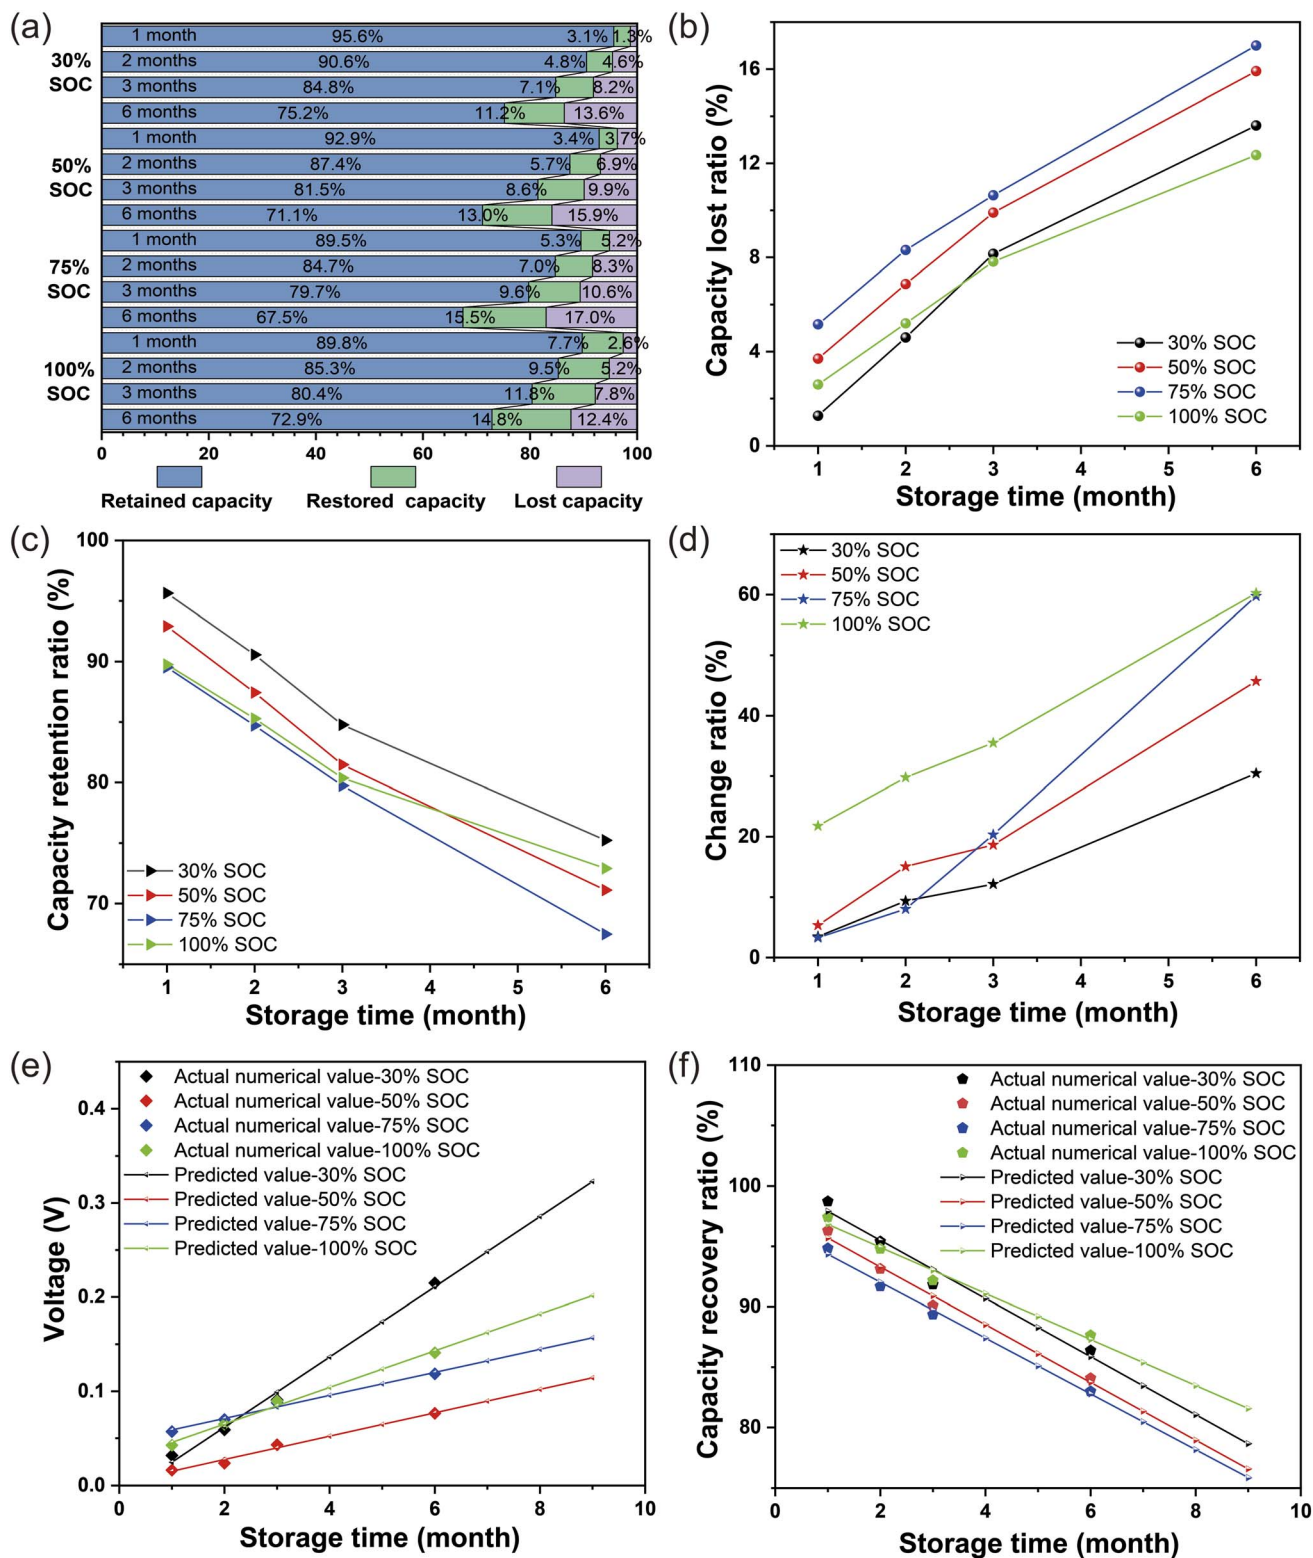 (a)
30%
SOC
1 month 95.6% 3.1% 1.3%
2 months 90.6% 4.8% 4.6%
3 months 84.8% 7.1% 8.2%
6 months 75.2% 11.2% 13.6%
50%
SOC
1 month 92.9% 3.4% 3.7%
2 months 87.4% 5.7% 6.9%
3 months 81.5% 8.6% 9.9%
6 months 71.1% 13.0% 15.9%
75%
SOC
1 month 89.5% 5.3% 5.2%
2 months 84.7% 7.0% 8.3%
3 months 79.7% 9.6% 10.6%
6 months 67.5% 15.5% 17.0%
100%
SOC
1 month 89.8% 7.7% 2.6%
2 months 85.3% 9.5% 5.2%
3 months 80.4% 11.8% 7.8%
6 months 72.9% 14.8% 12.4%
0 20 40 60 80 100
Retained capacity Restored capacity Lost capacity
(b)
Capacity lost ratio (%)
16
12
8
4
0
30% SOC
50% SOC
75% SOC
100% SOC
1 2 3 4 5 6
Storage time (month)
(c)
Capacity retention ratio (%)
100
90
80
70
30% SOC
50% SOC
75% SOC
100% SOC
1 2 3 4 5 6
Storage time (month)
(d)
Change ratio (%)
60
40
20
0
30% SOC
50% SOC
75% SOC
100% SOC
1 2 3 4 5 6
Storage time (month)
(e)
Voltage (V)
0.4
0.3
0.2
0.1
0.0
Actual numerical value-30% SOC
Actual numerical value-50% SOC
Actual numerical value-75% SOC
Actual numerical value-100% SOC
Predicted value-30% SOC
Predicted value-50% SOC
Predicted value-75% SOC
Predicted value-100% SOC
0 2 4 6 8 10
Storage time (month)
(f)
Capacity recovery ratio (%)
110
100
90
80
Actual numerical value-30% SOC
Actual numerical value-50% SOC
Actual numerical value-75% SOC
Actual numerical value-100% SOC
Predicted value-30% SOC
Predicted value-50% SOC
Predicted value-75% SOC
Predicted value-100% SOC
0 2 4 6 8 10
Storage time (month)